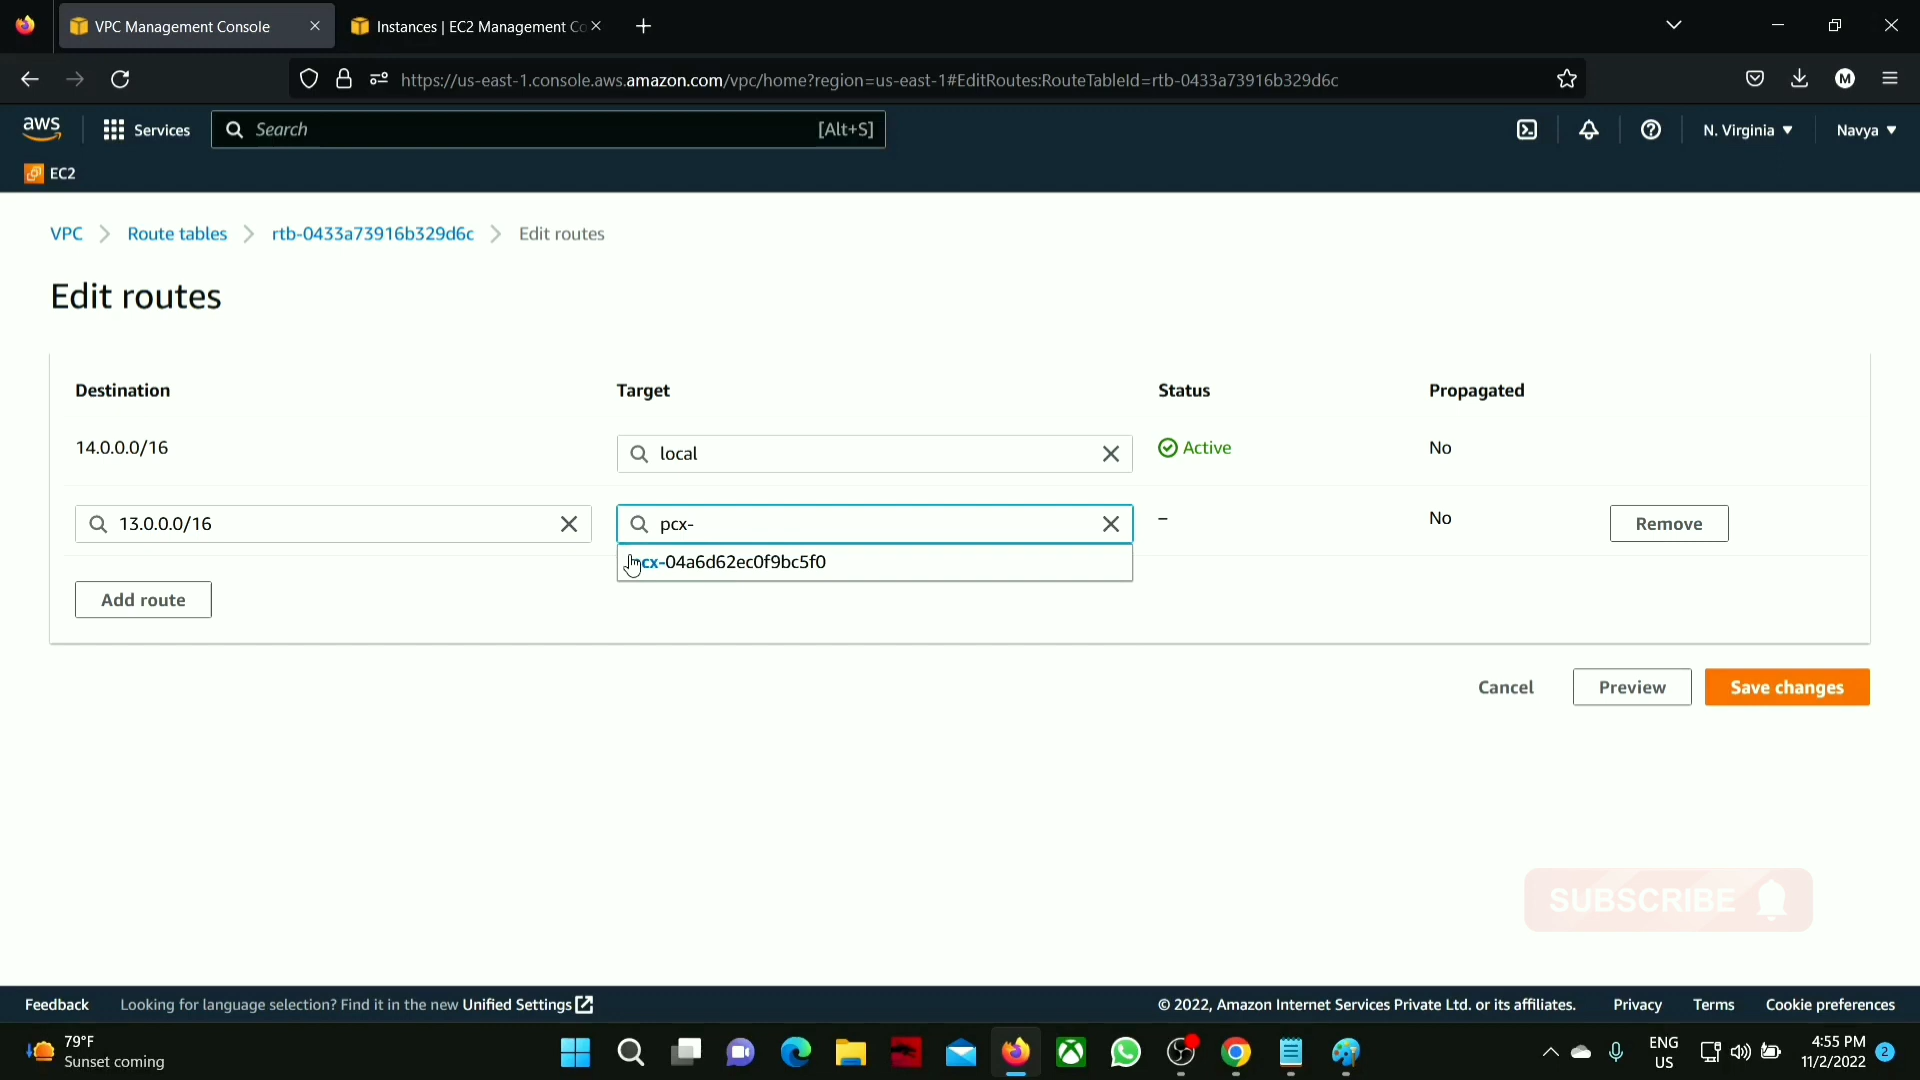 VPC Management Console
Instances | EC2 Management Co
https://us-east-1.console.aws.amazon.com/vpc/home?region=us-east-1#EditRoutes:RouteTableId=rtb-0433a73916b329d6c
M
aws
Services
Search
[Alt+S]
N. Virginia
Navya
EC2
VPC
Route tables
rtb-0433a73916b329d6c
Edit routes
Edit routes
Destination
Target
Status
Propagated
14.0.0.0/16
local
Active
No
13.0.0.0/16
pcx-
–
No
Remove
pcx-04a6d62ec0f9bc5f0
Add route
Cancel
Preview
Save changes
SUBSCRIBE
Feedback
Looking for language selection? Find it in the new Unified Settings
© 2022, Amazon Internet Services Private Ltd. or its affiliates.
Privacy
Terms
Cookie preferences
79°F
Sunset coming
ENG
US
4:55 PM
11/2/2022
2